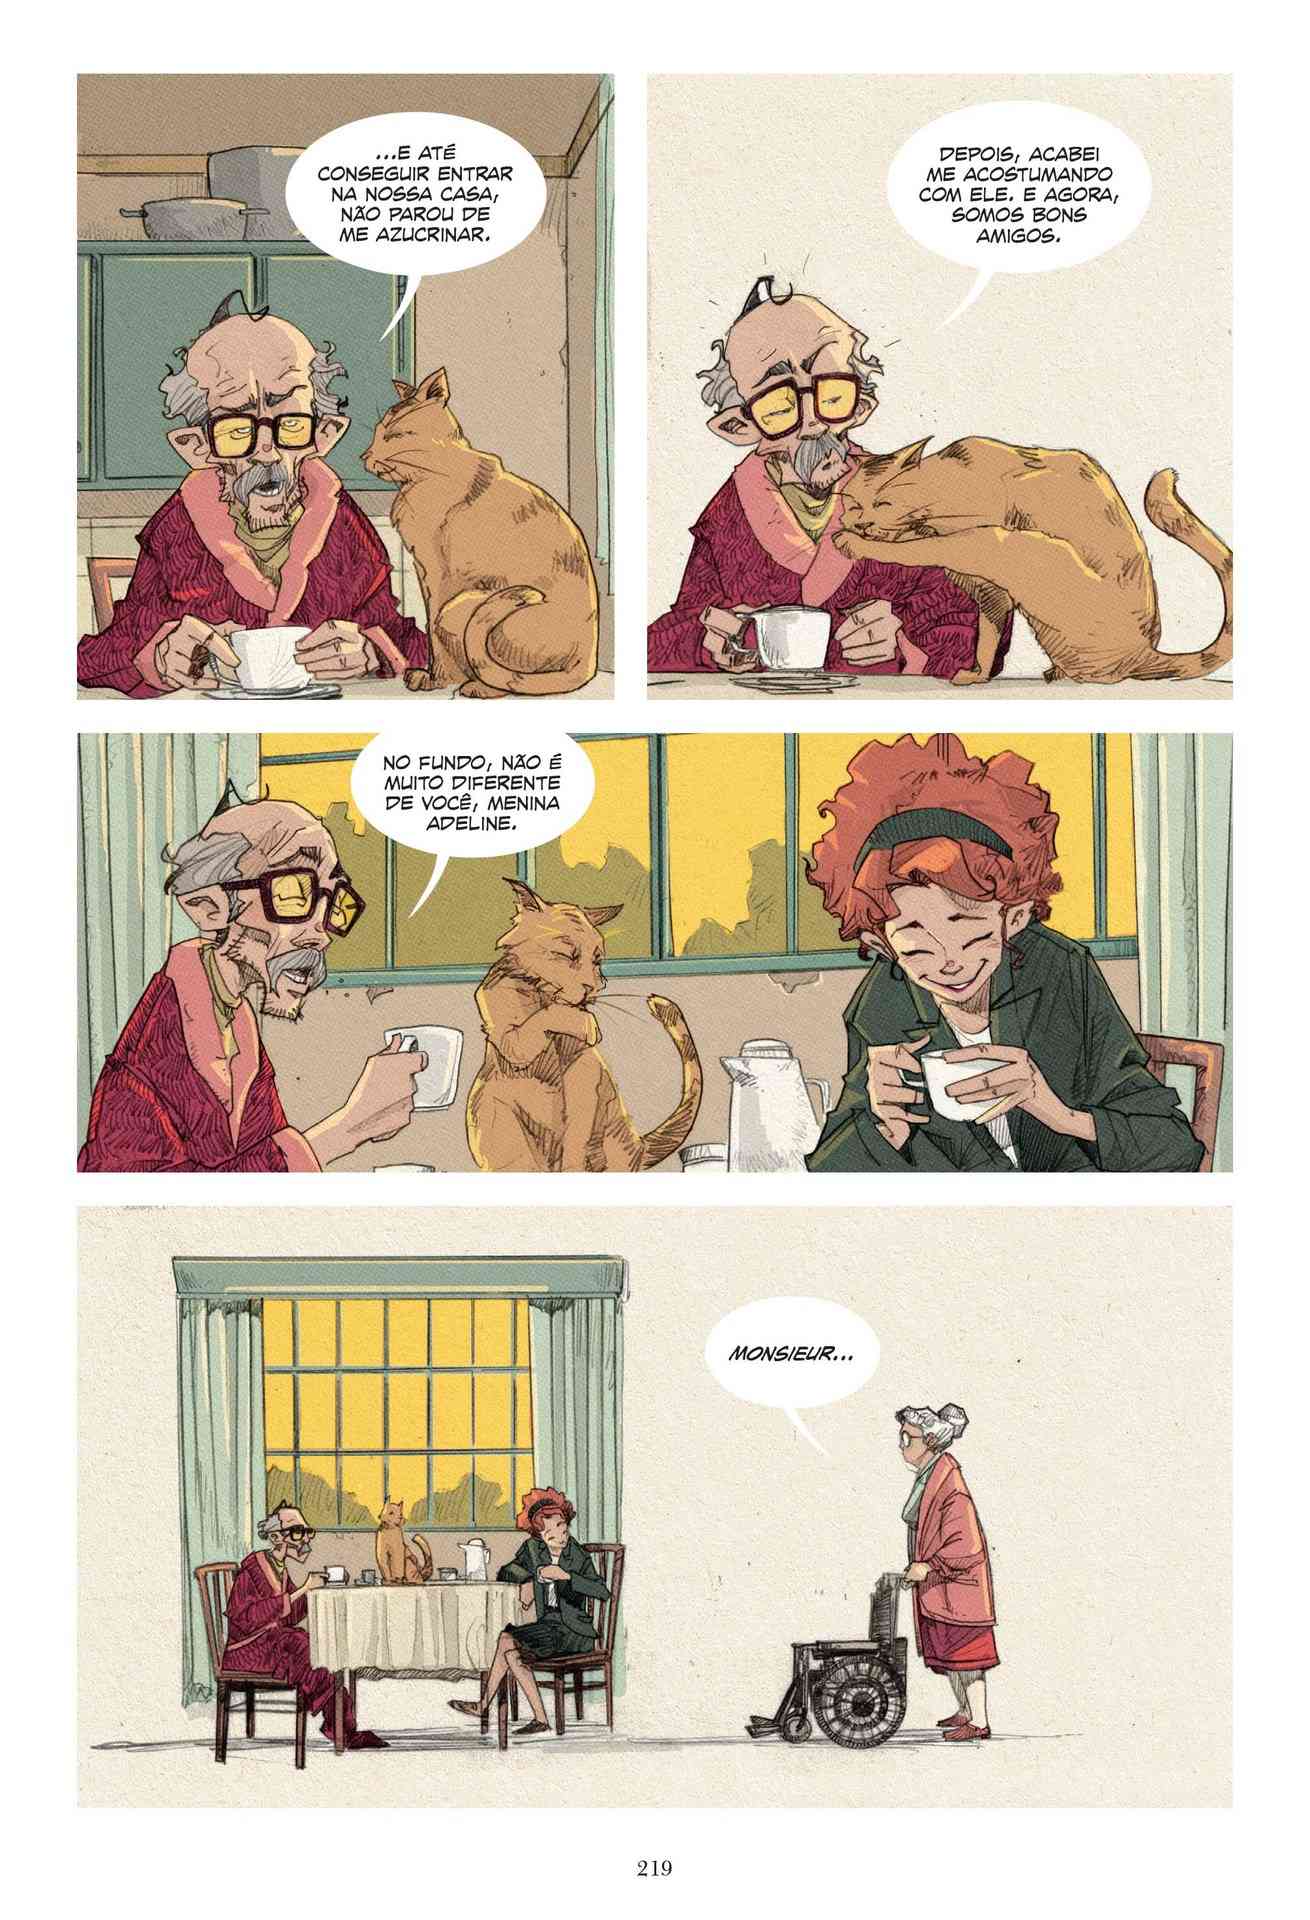 ...E ATÉ
CONSEGUIR ENTRAR
NA NOSSA CASA,
NÃO PAROU DE
ME AZUCRINAR.
DEPOIS, ACABEI
ME ACOSTUMANDO
COM ELE. E AGORA,
SOMOS BONS
AMIGOS.
NO FUNDO, NÃO É
MUITO DIFERENTE
DE VOCÊ, MENINA
ADELINE.
MONSIEUR...
219